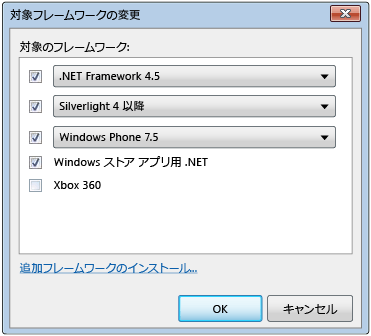 対象フレームワークの変更
対象のフレームワーク:
.NET Framework 4.5
Silverlight 4 以降
Windows Phone 7.5
Windows ストア アプリ用 .NET
Xbox 360
追加フレームワークのインストール...
OK キャンセル